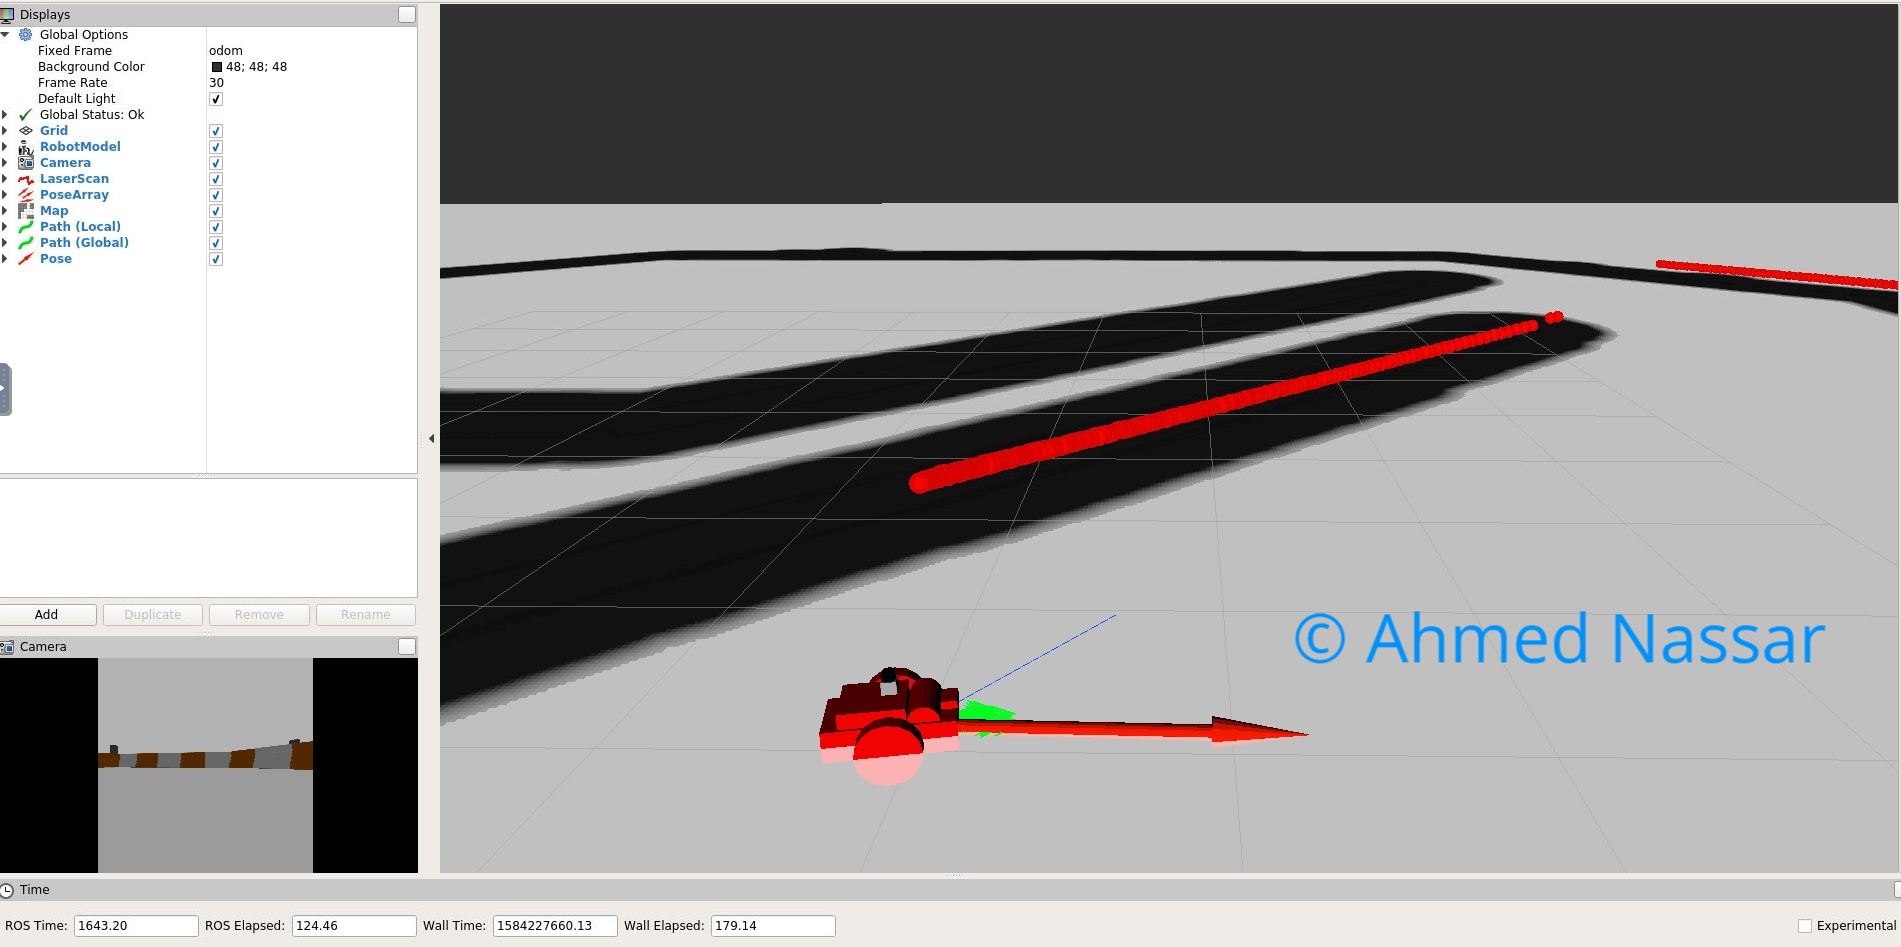 Displays
Global Options
Fixed Frame odom
Background Color 48; 48; 48
Frame Rate 30
Default Light
Global Status: Ok
Grid
RobotModel
Camera
LaserScan
PoseArray
Map
Path (Local)
Path (Global)
Pose
Add Duplicate Remove Rename
Camera
© Ahmed Nassar
Time
ROS Time: 1643.20 ROS Elapsed: 124.46 Wall Time: 1584227660.13 Wall Elapsed: 179.14 Experimental